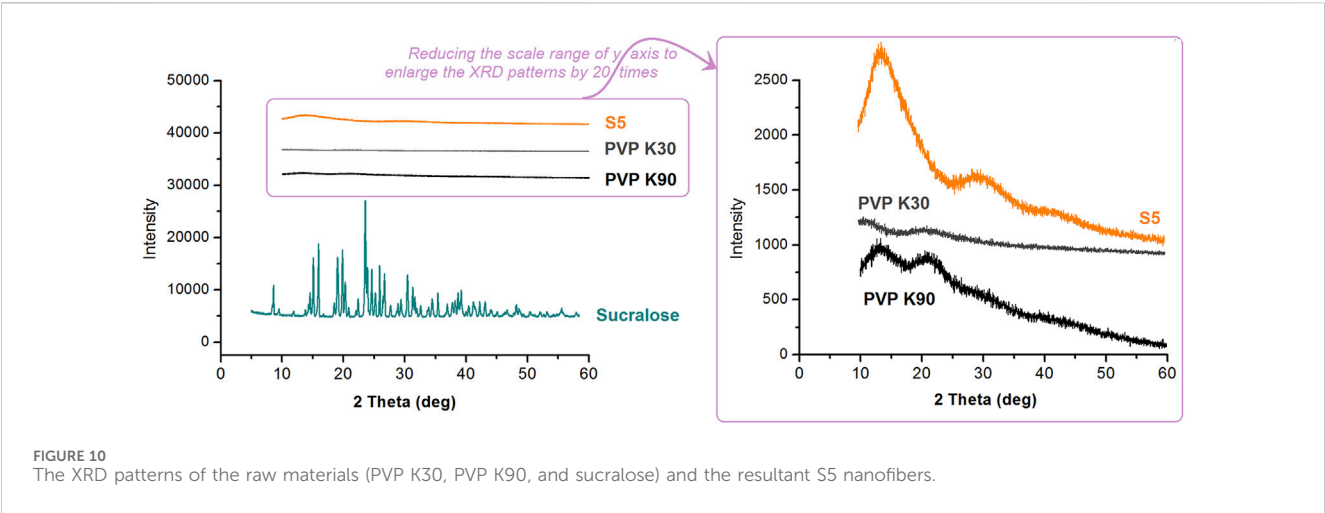 Reducing the scale range of y axis to
enlarge the XRD patterns by 20 times
50000
40000
30000
20000
10000
0
Intensity
S5
PVP K30
PVP K90
Sucralose
0 10 20 30 40 50 60
2 Theta (deg)
2500
2000
1500
1000
500
0
Intensity
PVP K30
S5
PVP K90
0 10 20 30 40 50 60
2 Theta (deg)
FIGURE 10
The XRD patterns of the raw materials (PVP K30, PVP K90, and sucralose) and the resultant S5 nanofibers.